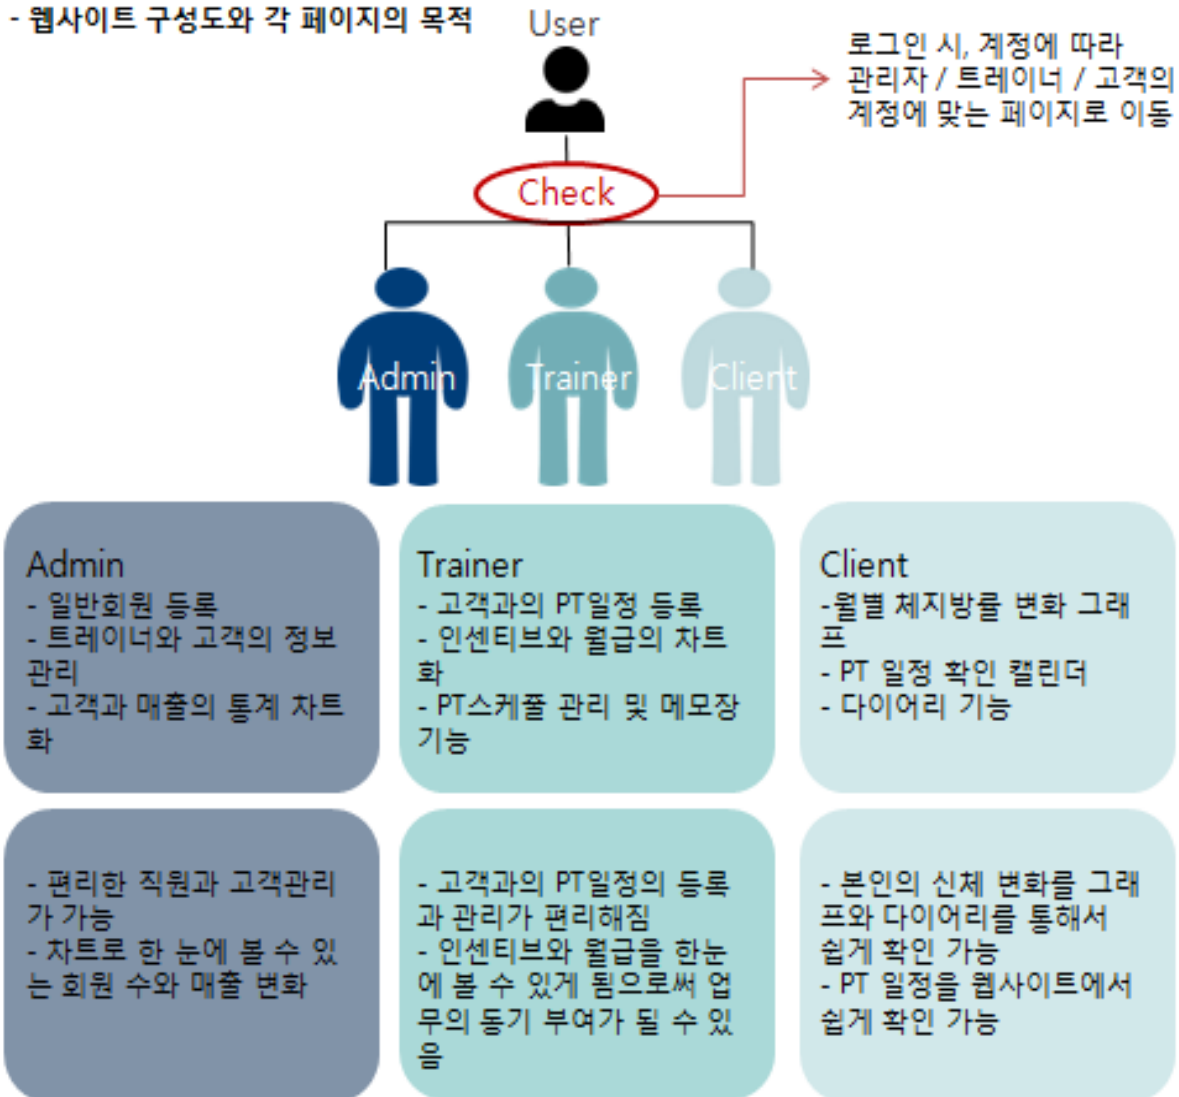 - 웹사이트 구성도와 각 페이지의 목적
User
로그인 시, 계정에 따라
관리자 / 트레이너 / 고객의
계정에 맞는 페이지로 이동
Check
Admin
Trainer
Client
Admin
- 일반회원 등록
- 트레이너와 고객의 정보
관리
- 고객과 매출의 통계 차트
화
Trainer
- 고객과의 PT일정 등록
- 인센티브와 월급의 차트
화
- PT스케쥴 관리 및 메모장
기능
Client
-월별 체지방률 변화 그래
프
- PT 일정 확인 캘린더
- 다이어리 기능
- 편리한 직원과 고객관리
가 가능
- 차트로 한 눈에 볼 수 있
는 회원 수와 매출 변화
- 고객과의 PT일정의 등록
과 관리가 편리해짐
- 인센티브와 월급을 한눈
에 볼 수 있게 됨으로써 업
무의 동기 부여가 될 수 있
음
- 본인의 신체 변화를 그래
프와 다이어리를 통해서
쉽게 확인 가능
- PT 일정을 웹사이트에서
쉽게 확인 가능